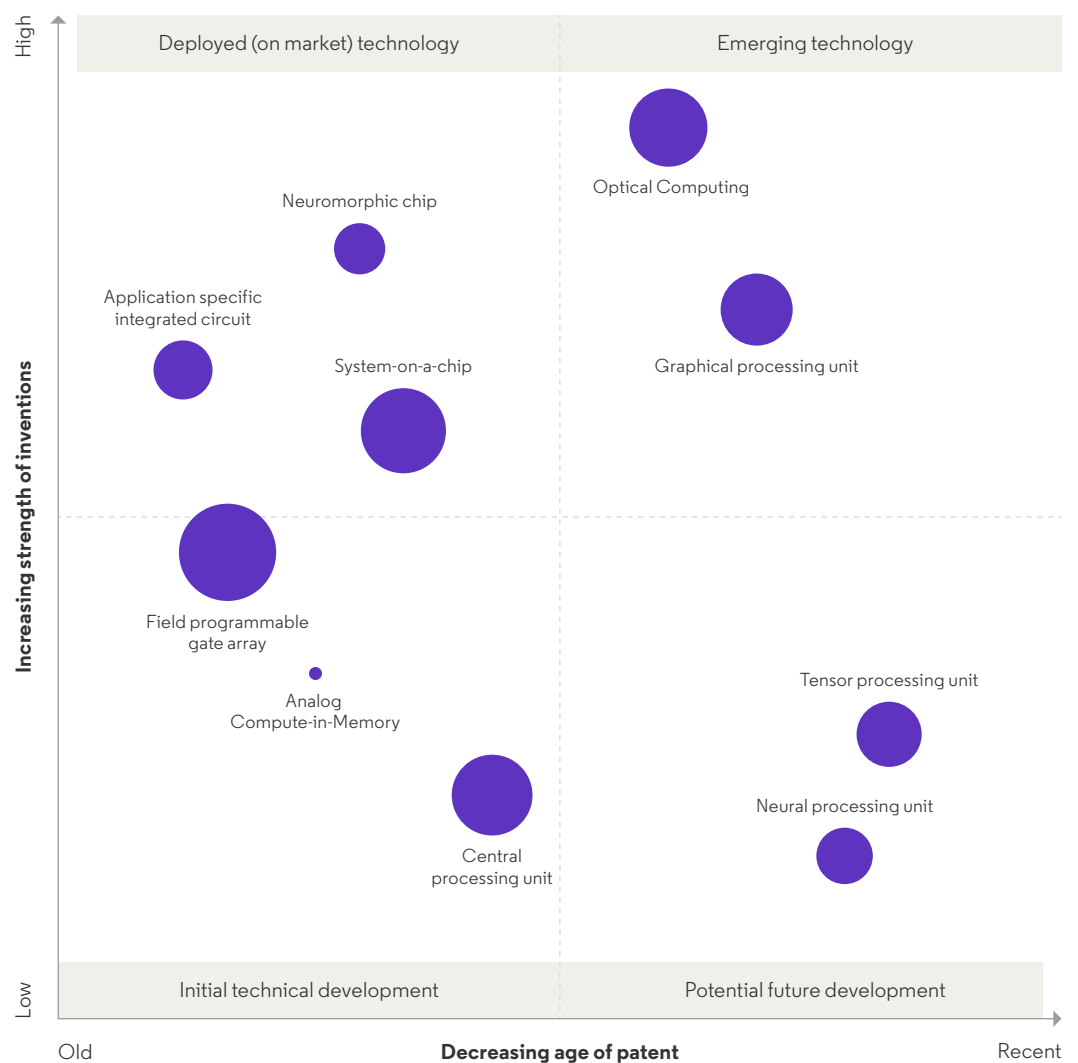 High
Deployed (on market) technology
Emerging technology
Optical Computing
Neuromorphic chip
Application specific
integrated circuit
System-on-a-chip
Graphical processing unit
Increasing strength of inventions
Field programmable
gate array
Analog
Compute-in-Memory
Tensor processing unit
Neural processing unit
Central
processing unit
Low
Initial technical development
Potential future development
Old
Decreasing age of patent
Recent